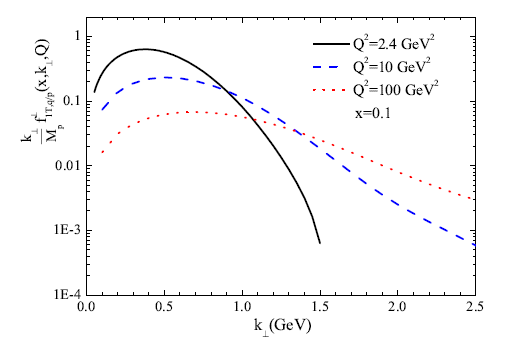 1
0.1
0.01
1E-3
1E-4
k⊥/Mp f⊥1T,q/p(x,k⊥,Q)
Q²=2.4 GeV²
Q²=10 GeV²
Q²=100 GeV²
x=0.1
0.0 0.5 1.0 1.5 2.0 2.5
k⊥(GeV)